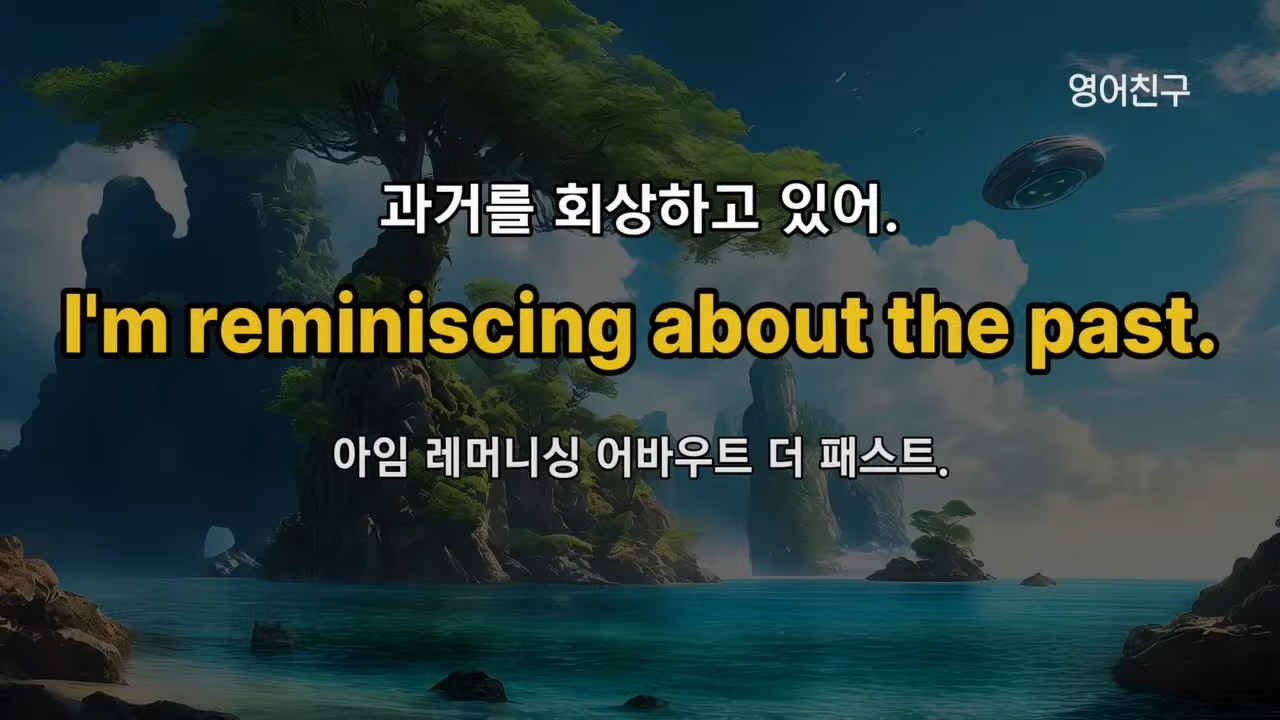 영어친구
과거를 회상하고 있어.
I'm reminiscing about the past.
아임 레머니싱 어바우트 더 패스트.